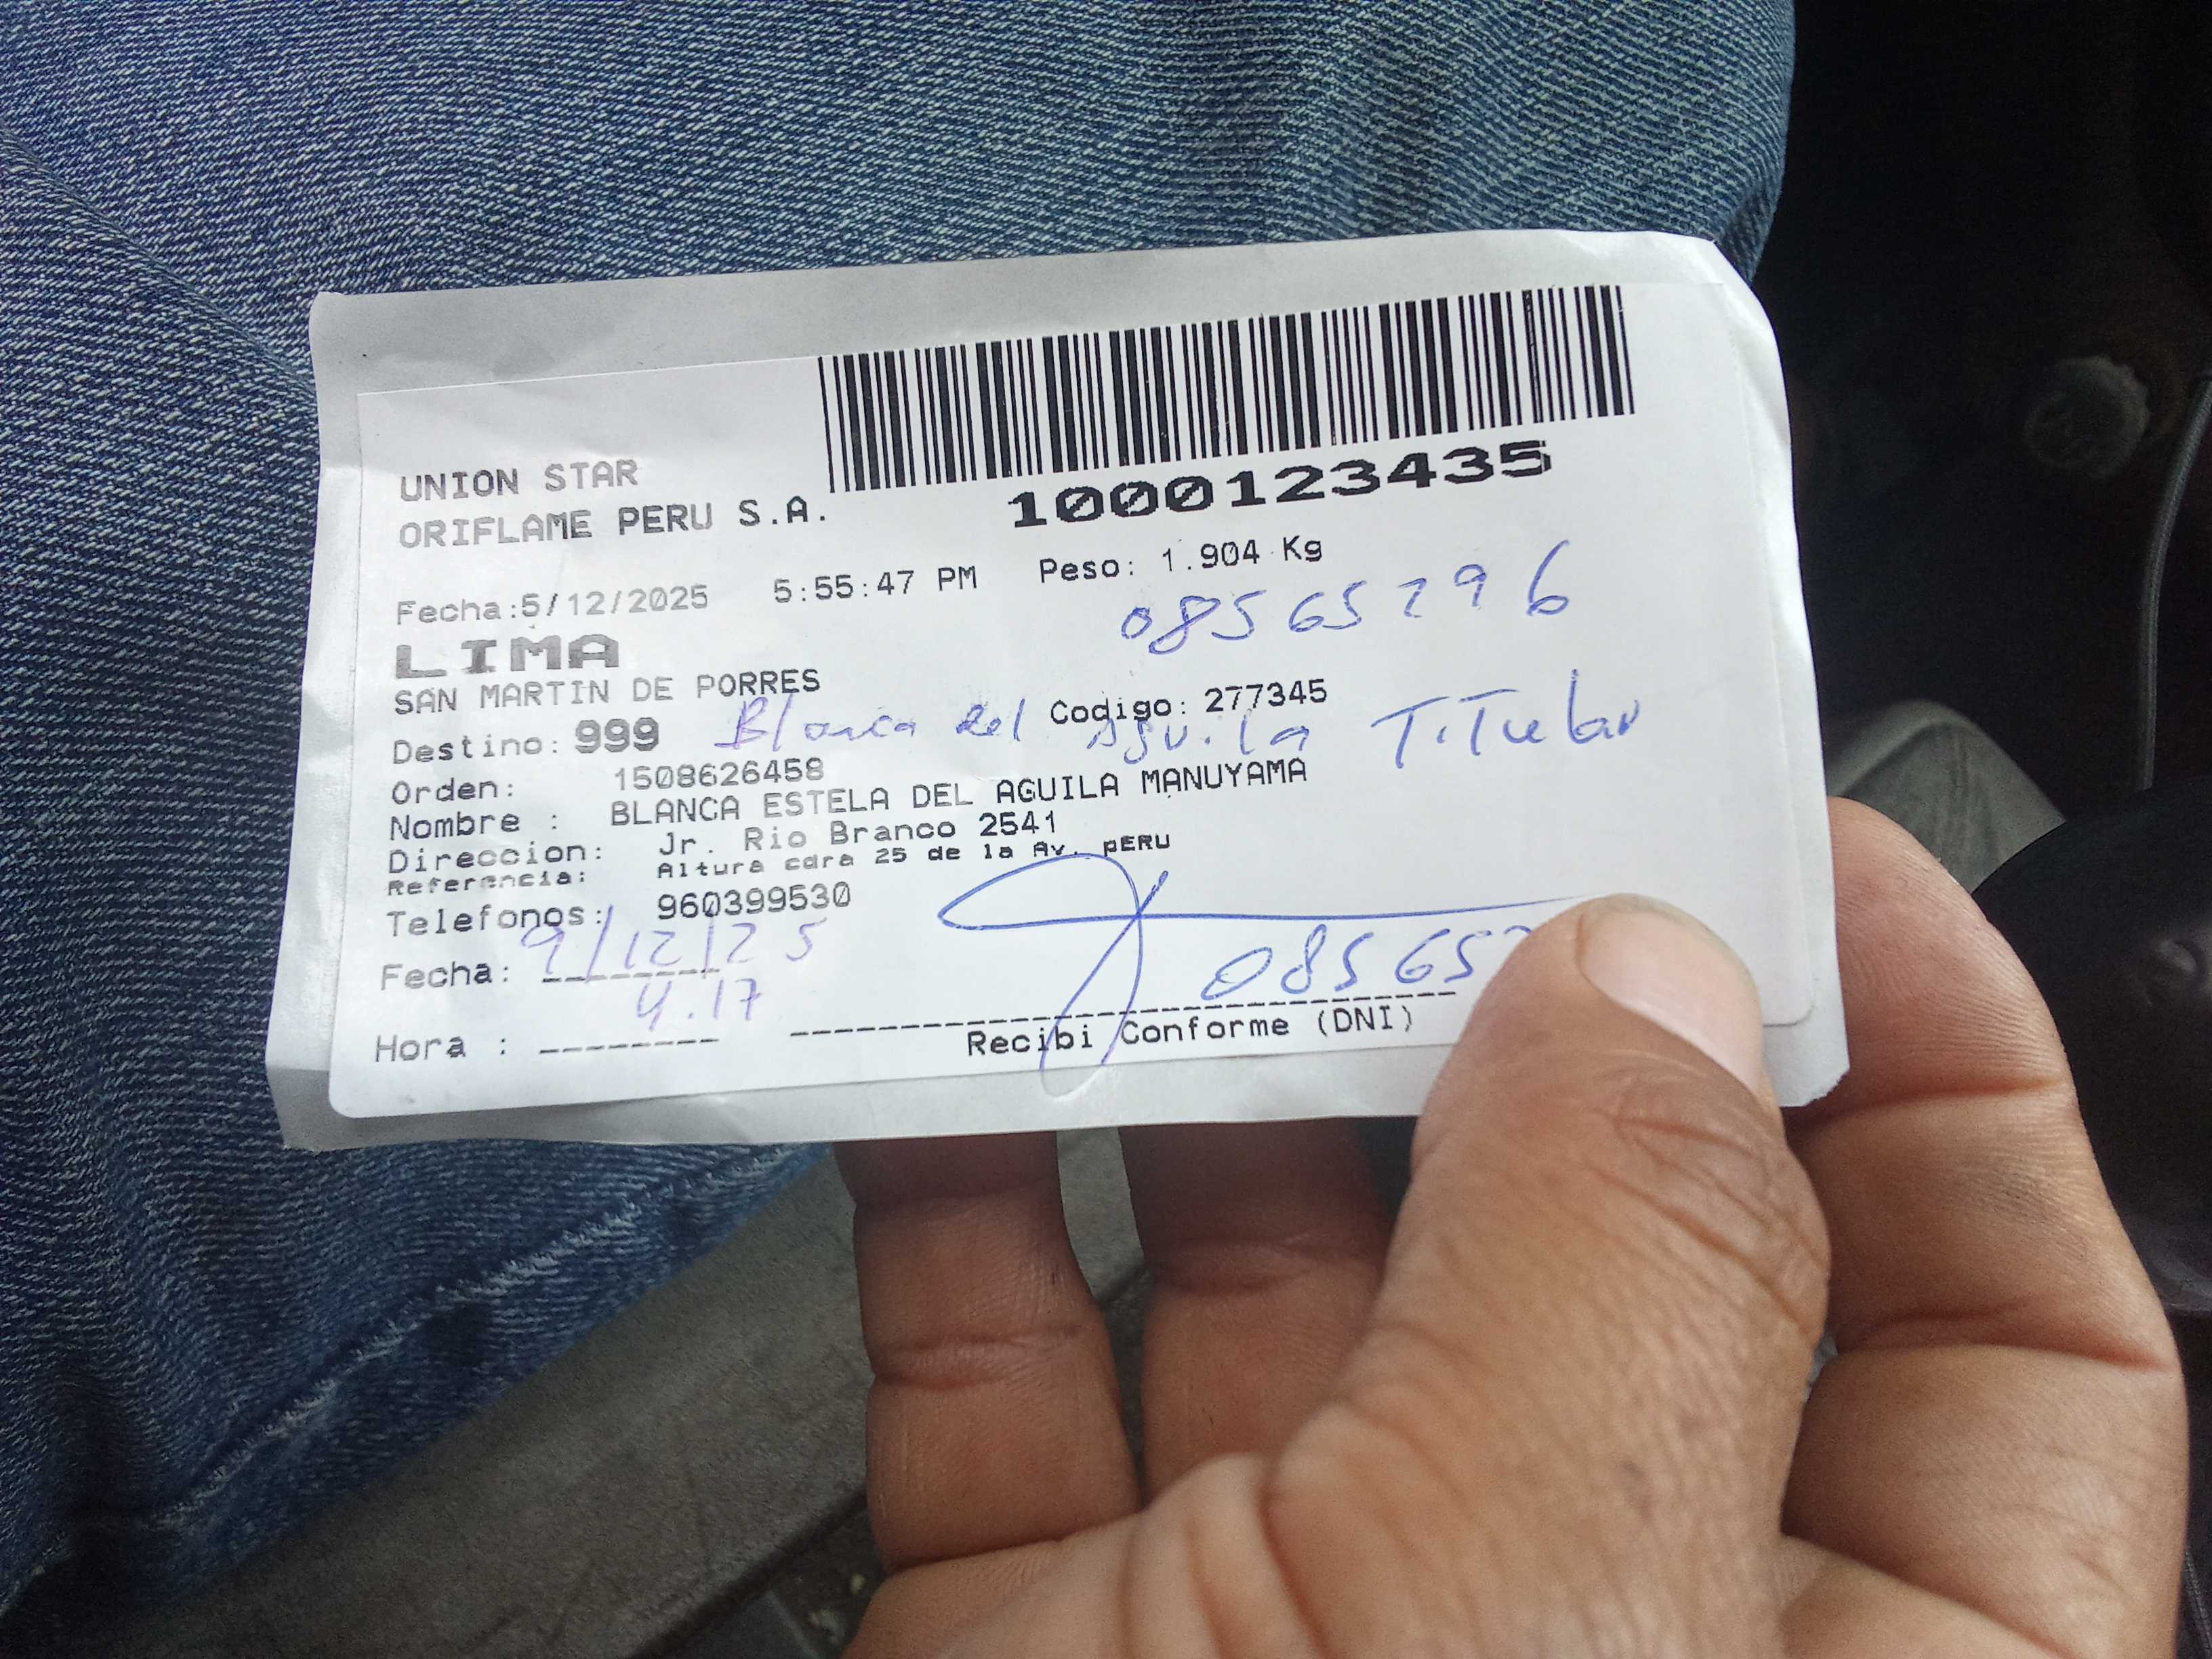 1000123435
UNION STAR
ORIFLAME PERU S.A.
Fecha:5/12/2025 5:55:47 PM Peso: 1.904 Kg
08565296
LIMA
SAN MARTIN DE PORRES
Codigo: 277345
Destino: 999 Blanca del Aguila Titular
Orden: 1508626458
Nombre : BLANCA ESTELA DEL AGUILA MANUYAMA
Direccion: Jr. Rio Branco 2541
Referencia: Altura cdra 25 de la Av. pERU
Telefonos: 960399530
Fecha: 9/12/25
08565
Hora : 4.17
Recibi Conforme (DNI)